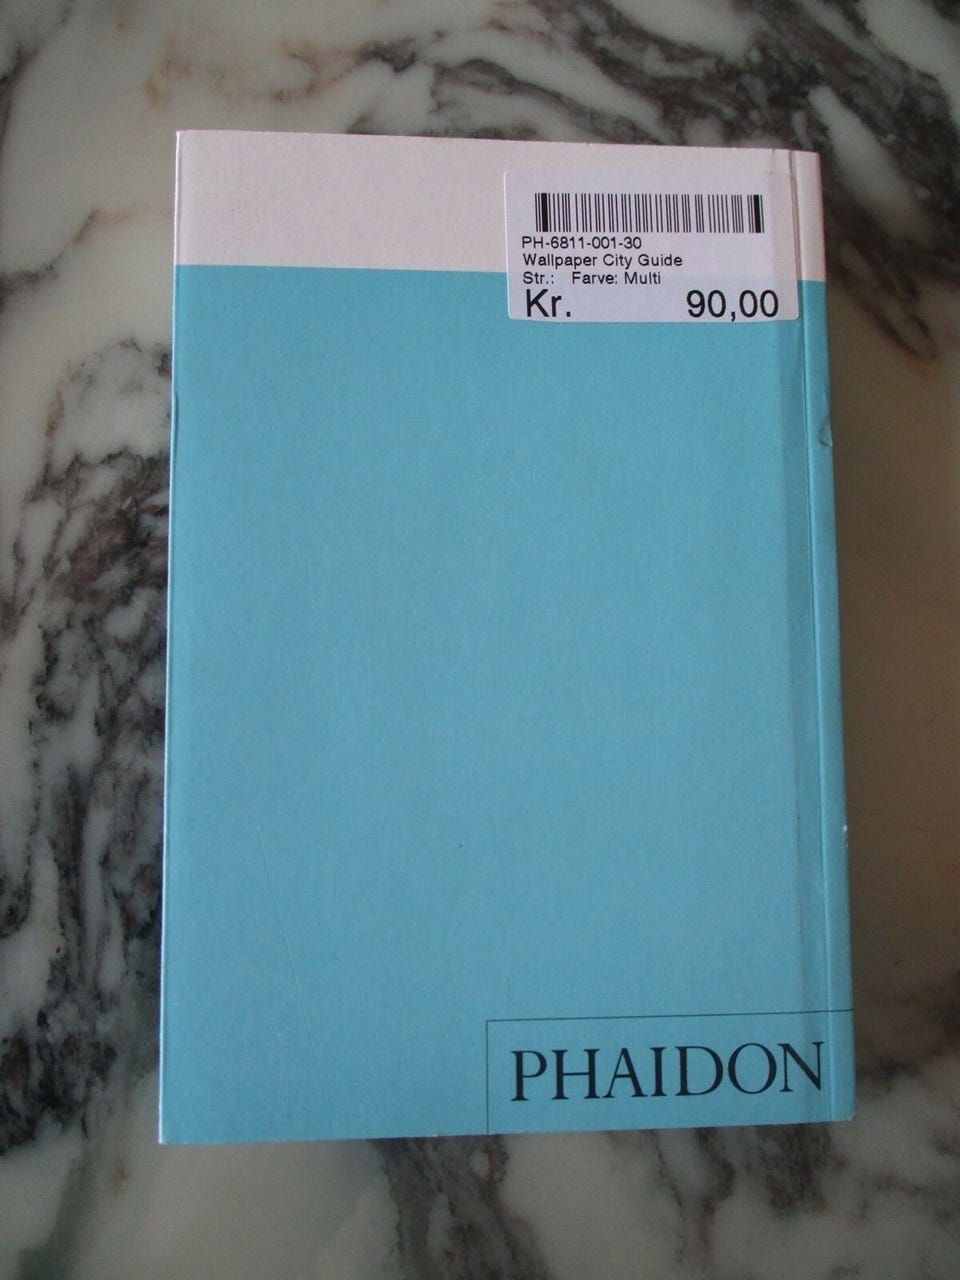 PH-6811-001-30
Wallpaper City Guide
Str.: Farve: Multi
Kr. 90,00
PHAIDON